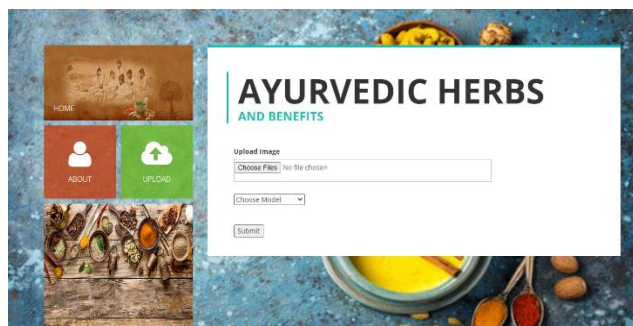 HOME
ABOUT
UPLOAD
AYURVEDIC HERBS
AND BENEFITS
Upload Image
Choose Files No file chosen
Choose Model
Submit